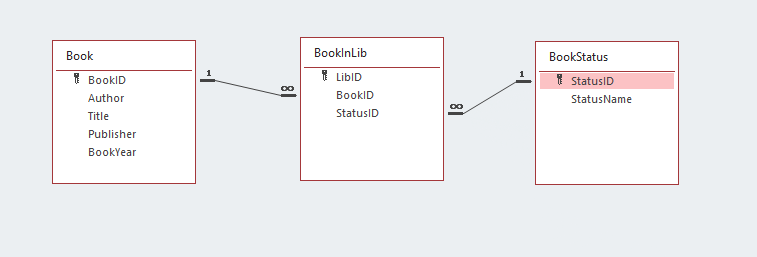 Book
BookID
Author
Title
Publisher
BookYear
1
∞
BookInLib
LibID
BookID
StatusID
∞
1
BookStatus
StatusID
StatusName